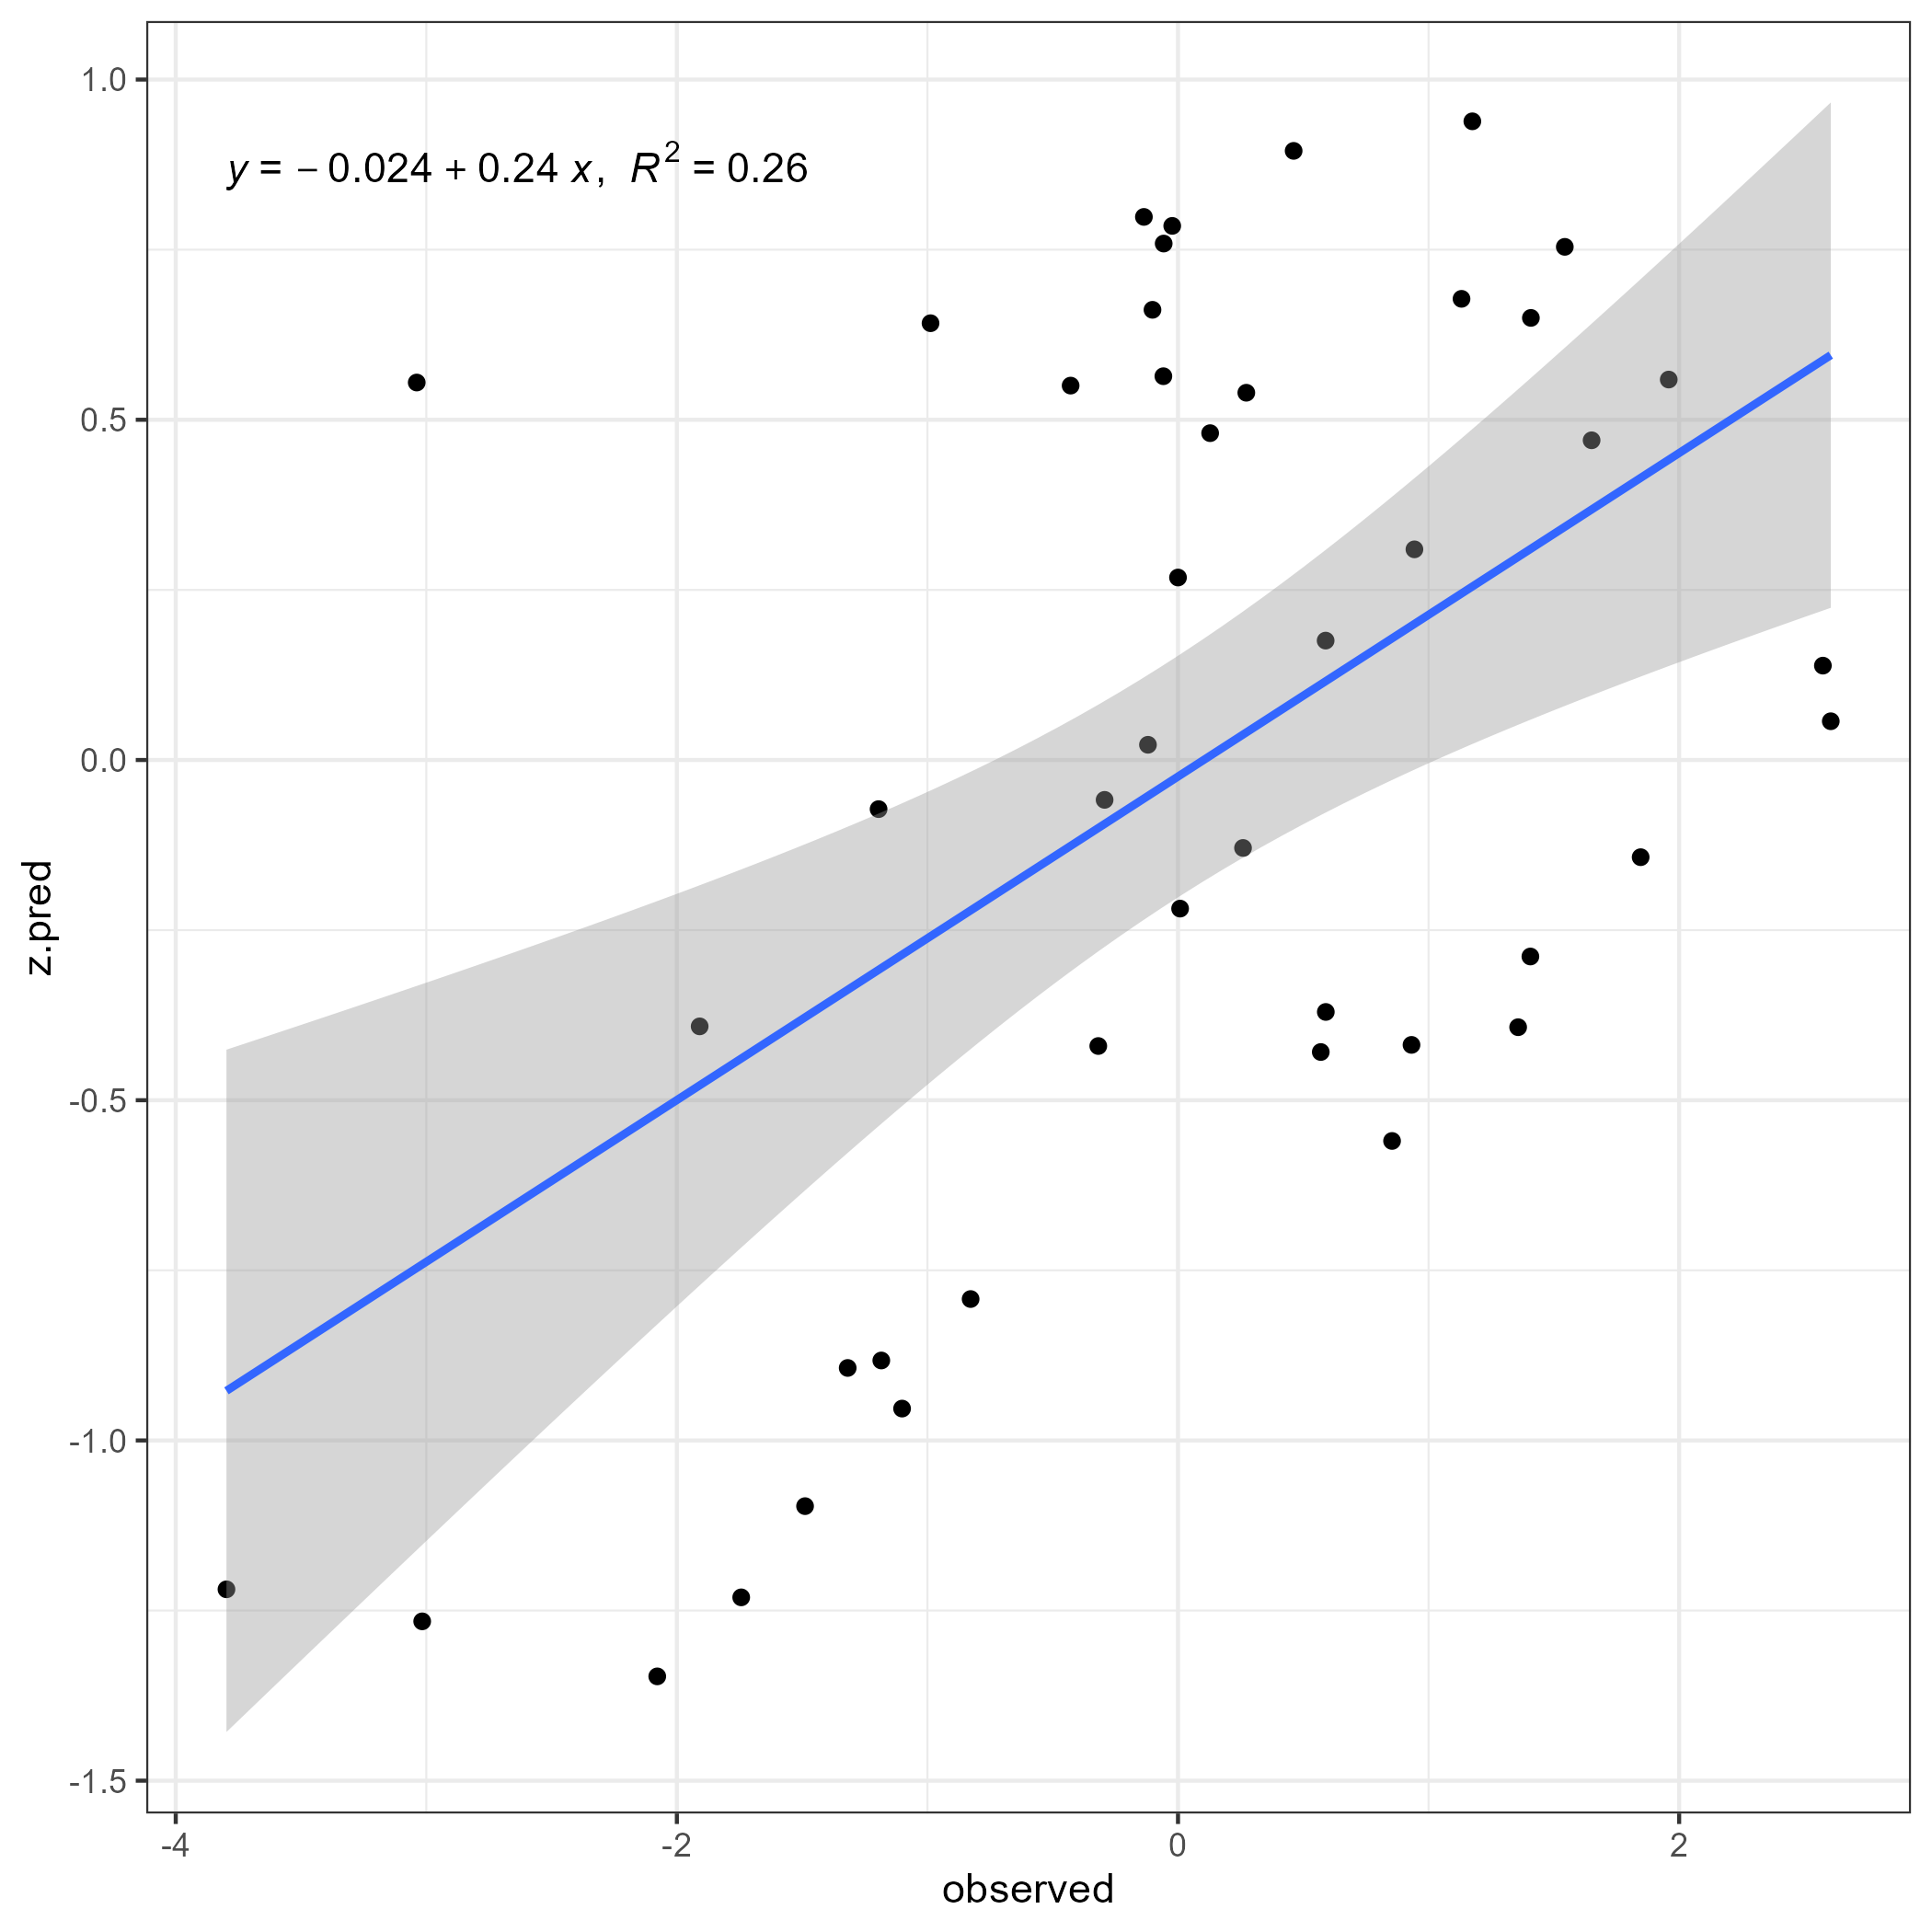 1.0
y = − 0.024 + 0.24 x, R² = 0.26
0.5
0.0
z.pred
-0.5
-1.0
-1.5
-4 -2 0 2
observed